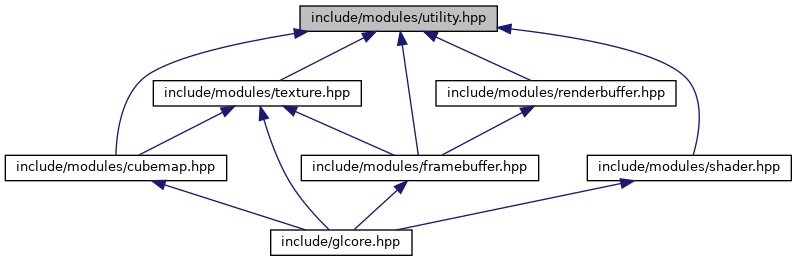 include/modules/utility.hpp
include/modules/texture.hpp
include/modules/renderbuffer.hpp
include/modules/cubemap.hpp
include/modules/framebuffer.hpp
include/modules/shader.hpp
include/glcore.hpp